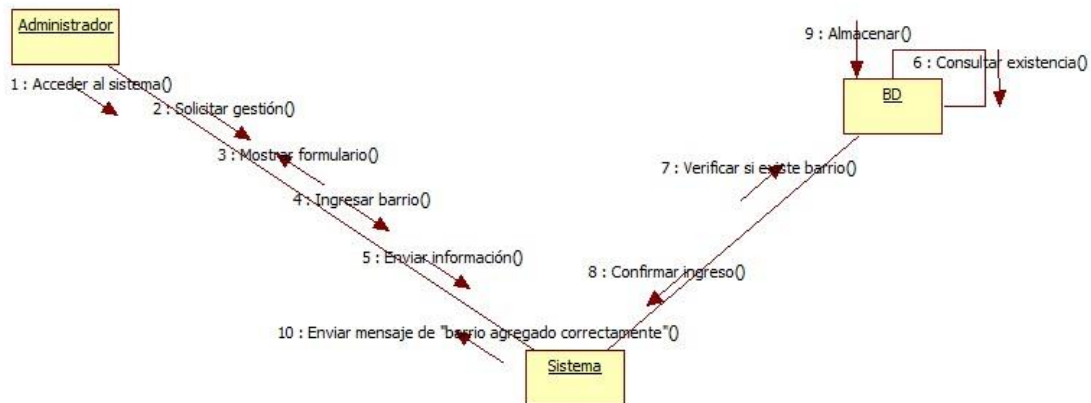 Administrador
9 : Almacenar()
6 : Consultar existencia()
1 : Acceder al sistema()
BD
2 : Solicitar gestión()
3 : Mostrar formulario()
7 : Verificar si existe barrio()
4 : Ingresar barrio()
5 : Enviar información()
8 : Confirmar ingreso()
10 : Enviar mensaje de "barrio agregado correctamente"()
Sistema